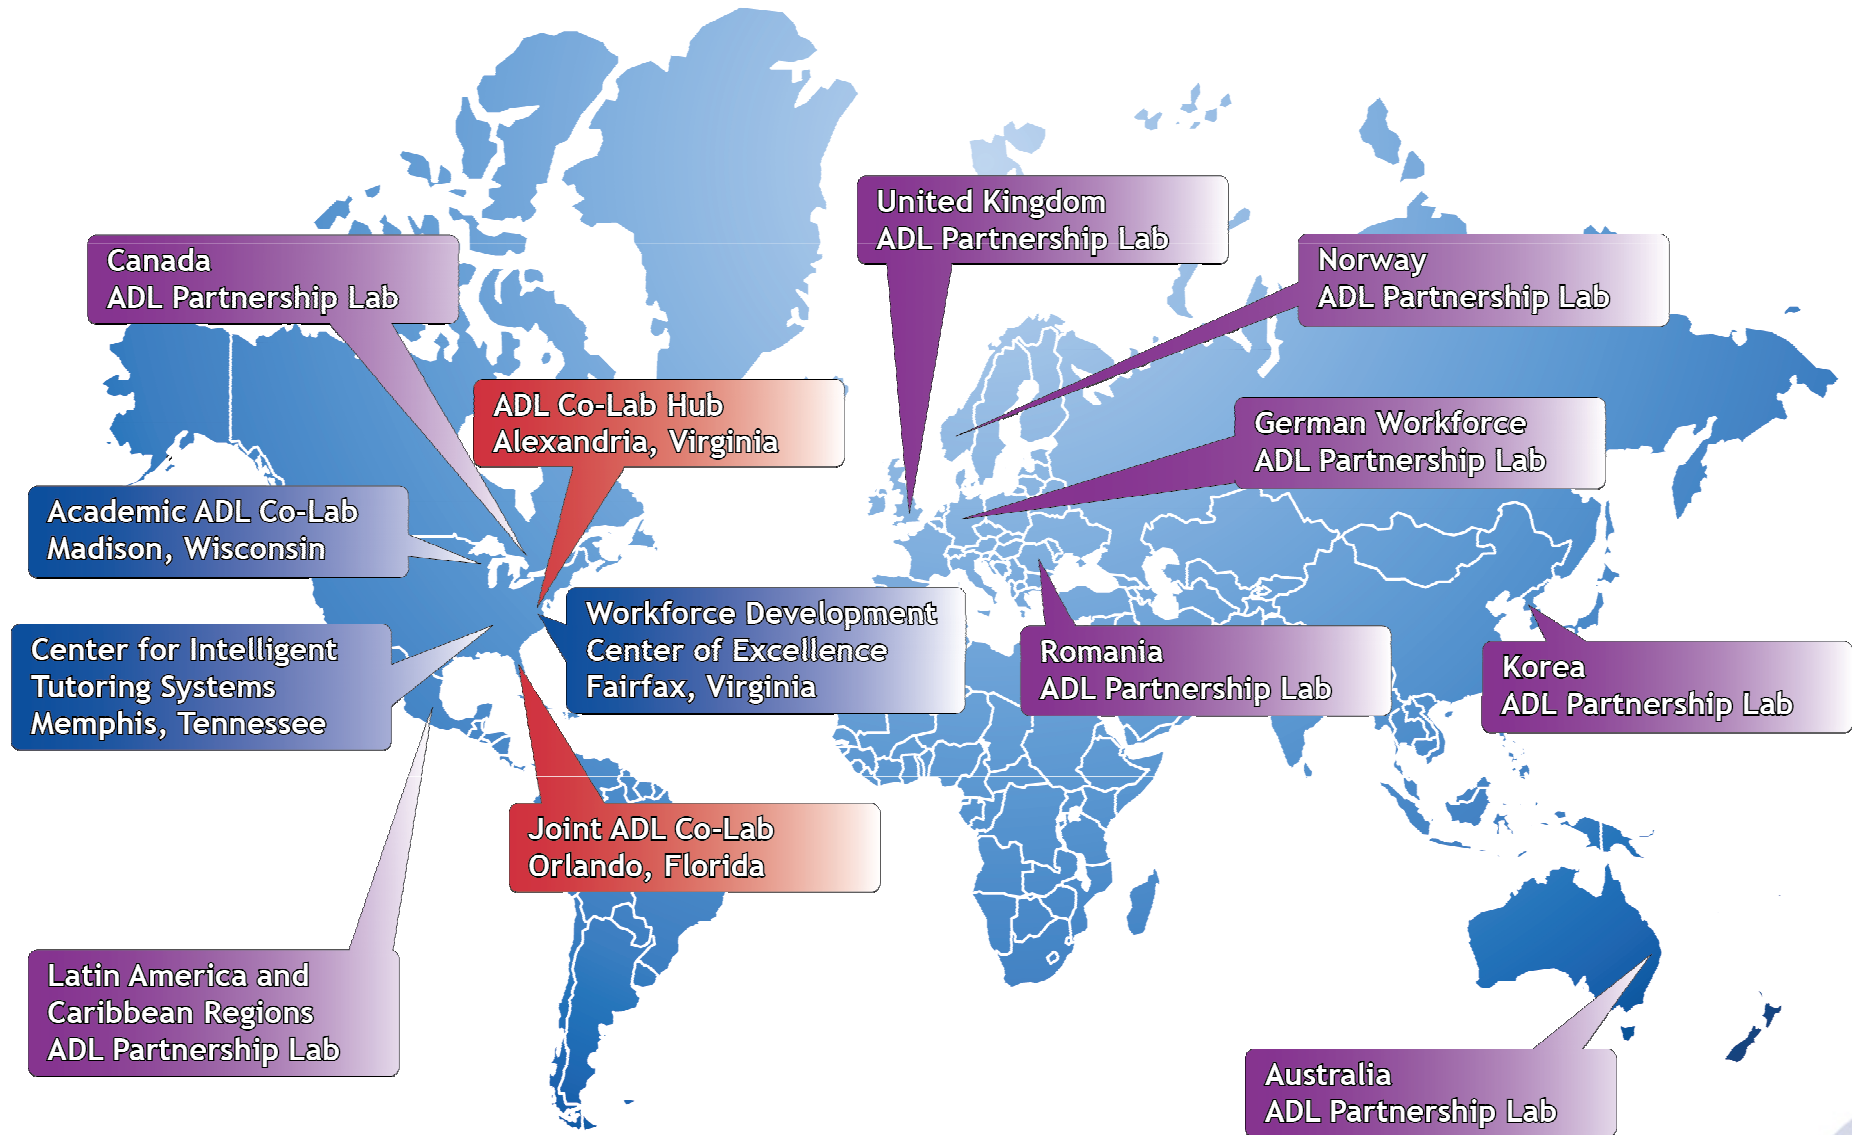 United Kingdom
ADL Partnership Lab
Canada
ADL Partnership Lab
Norway
ADL Partnership Lab
ADL Co-Lab Hub
Alexandria, Virginia
German Workforce
ADL Partnership Lab
Academic ADL Co-Lab
Madison, Wisconsin
Workforce Development
Center of Excellence
Fairfax, Virginia
Center for Intelligent
Tutoring Systems
Memphis, Tennessee
Romania
ADL Partnership Lab
Korea
ADL Partnership Lab
Joint ADL Co-Lab
Orlando, Florida
Latin America and
Caribbean Regions
ADL Partnership Lab
Australia
ADL Partnership Lab